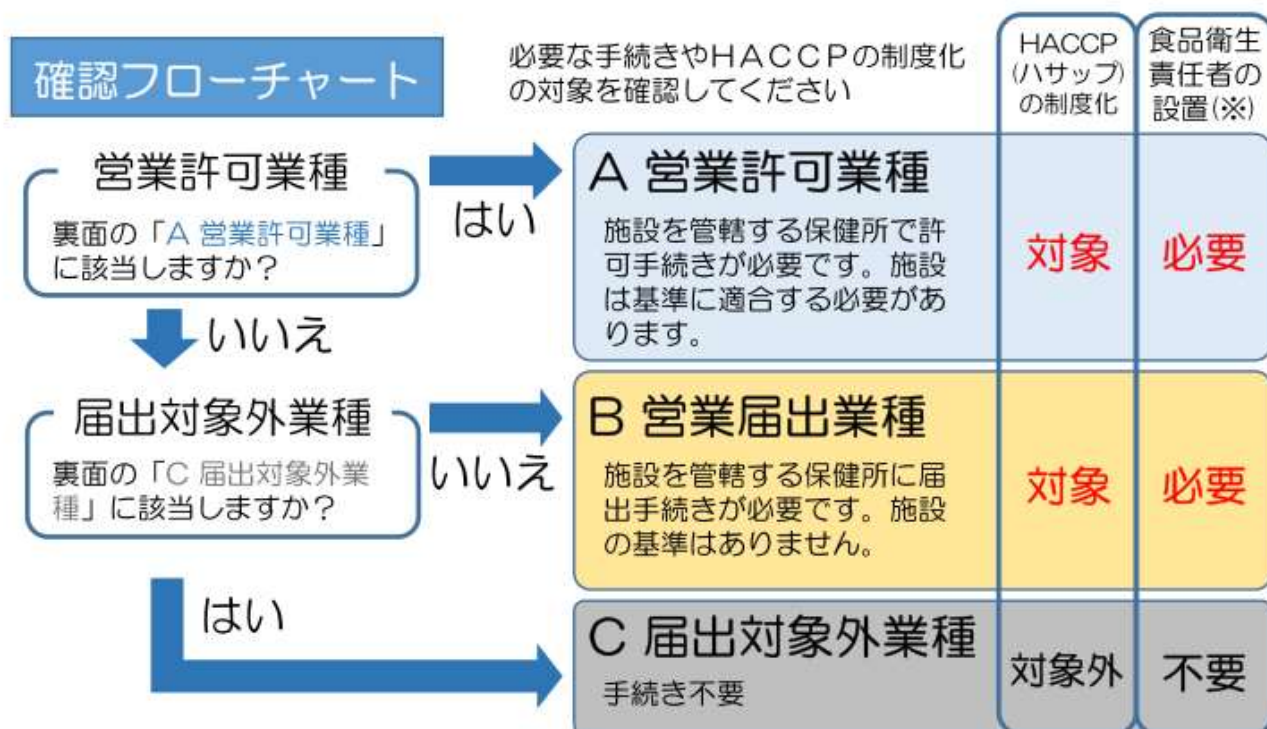 確認フローチャート
必要な手続きやHACCPの制度化
の対象を確認してください
HACCP
(ハサップ)
の制度化
食品衛生
責任者の
設置(※)
営業許可業種
裏面の「A 営業許可業種」
に該当しますか?
はい
A 営業許可業種
施設を管轄する保健所で許
可手続きが必要です。施設
は基準に適合する必要があ
ります。
対象
必要
いいえ
届出対象外業種
裏面の「C 届出対象外業
種」に該当しますか?
いいえ
B 営業届出業種
施設を管轄する保健所に届
出手続きが必要です。施設
の基準はありません。
対象
必要
はい
C 届出対象外業種
手続き不要
対象外
不要